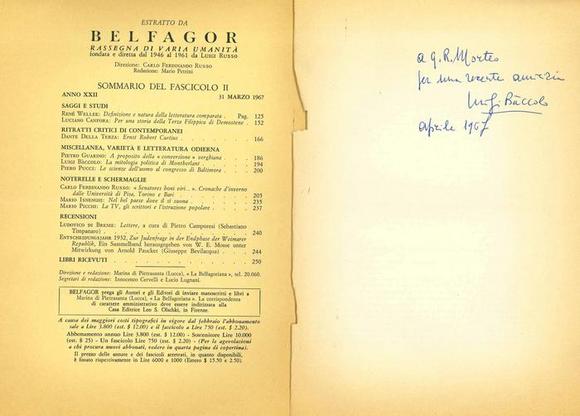 ESTRATTO DA
BELFAGOR
RASSEGNA DI VARIA UMANITÀ
fondata e diretta dal 1946 al 1961 da LUIGI RUSSO
Direzione: CARLO FERDINANDO RUSSO
Redazione: Mario Petrini
SOMMARIO DEL FASCICOLO II
ANNO XXII 31 MARZO 1967
SAGGI E STUDI
RENÉ WELLEK: Definizione e natura della letteratura comparata . Pag. 125
LUCIANO CANFORA: Per una storia della Terza Filippica di Demostene . 152
RITRATTI CRITICI DI CONTEMPORANEI
DANTE DELLA TERZA: Ernst Robert Curtius . . . . . 166
MISCELLANEA, VARIETÀ E LETTERATURA ODIERNA
PIETRO GUARINO: A proposito della « conversione » verghiana . . 186
LUIGI BÀCCOLO: La mitologia politica di Montherlant . . . 194
PIERO PUCCI: Le scienze dell'uomo al congresso di Baltimore . . 200
NOTERELLE E SCHERMAGLIE
CARLO FERDINANDO RUSSO: « Senatores boni viri... ». Cronache d'inverno
dalle Università di Pisa, Torino e Bari . . . . . 205
MARIO ISNENGHI: Nel bel paese dove il sì suona . . . . 235
MARIO PICCHI: La TV, gli scrittori e l'istruzione popolare . . . 237
RECENSIONI
LUDOVICO DI BREME: Lettere, a cura di Pietro Camporesi (Sebastiano
Timpanaro) . . . . . . . . 240
ENTSCHEIDUNGSJAHR 1932, Zur Judenfrage in der Endphase der Weimarer
Republik, Ein Sammelband herausgegeben von W. E. Mosse unter
Mitwirkung von Arnold Paucker (Giuseppe Bevilacqua) . . . 244
LIBRI RICEVUTI . . . . . . . . 250
Direzione e redazione: Marina di Pietrasanta (Lucca), « La Belfagoriana », tel. 20.060.
Segretari di redazione: Innocenzo Cervelli e Lucio Lugnani.
BELFAGOR prega gli Autori e gli Editori di inviare manoscritti e libri a
Marina di Pietrasanta (Lucca), « La Belfagoriana ». La corrispondenza
di carattere amministrativo deve essere indirizzata alla
Casa Editrice Leo S. Olschki, in Firenze.
A causa dei maggiori costi tipografici in vigore dal febbraio l'abbonamento
sale a Lire 3.800 (est. $ 12.00) e il fascicolo a Lire 750 (est. $ 2.20).
Abbonamento annuo Lire 3.800 (est. $ 12.00) - Sostenitore Lire 10.000
(est. $ 25) - Un fascicolo Lire 750 (est. $ 2.20) - (Per le agevolazioni
a chi procura nuovi abbonati, vedere in quarta pagina di copertina).
Il prezzo delle annate e dei fascicoli arretrati, in quanto disponibili,
è fissato rispettivamente in Lire 6000 e 1000 (Estero $ 15.50 e 2.50).
a G. R. Morteo
per una recente amicizia
Luigi Bàccolo
aprile 1967